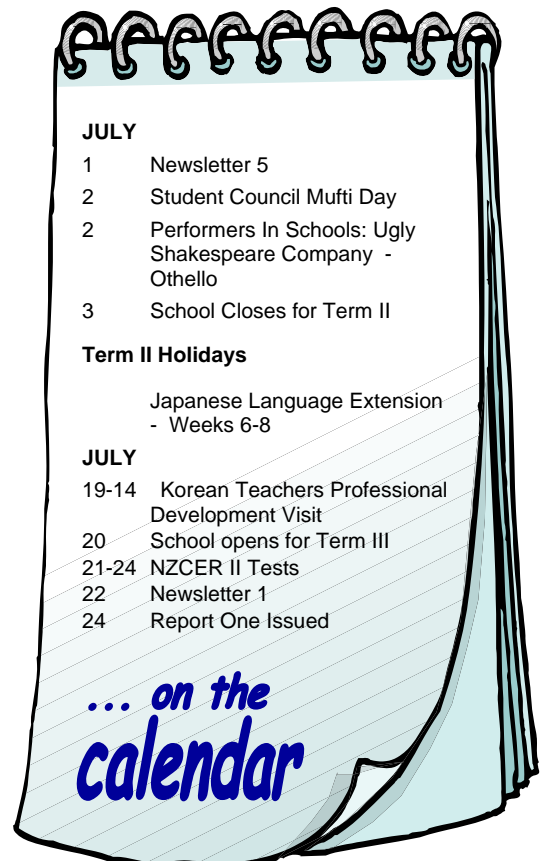 JULY
1 Newsletter 5
2 Student Council Mufti Day
2 Performers In Schools: Ugly
Shakespeare Company -
Othello
3 School Closes for Term II
Term II Holidays
Japanese Language Extension
- Weeks 6-8
JULY
19-14 Korean Teachers Professional
Development Visit
20 School opens for Term III
21-24 NZCER II Tests
22 Newsletter 1
24 Report One Issued
... on the
calendar